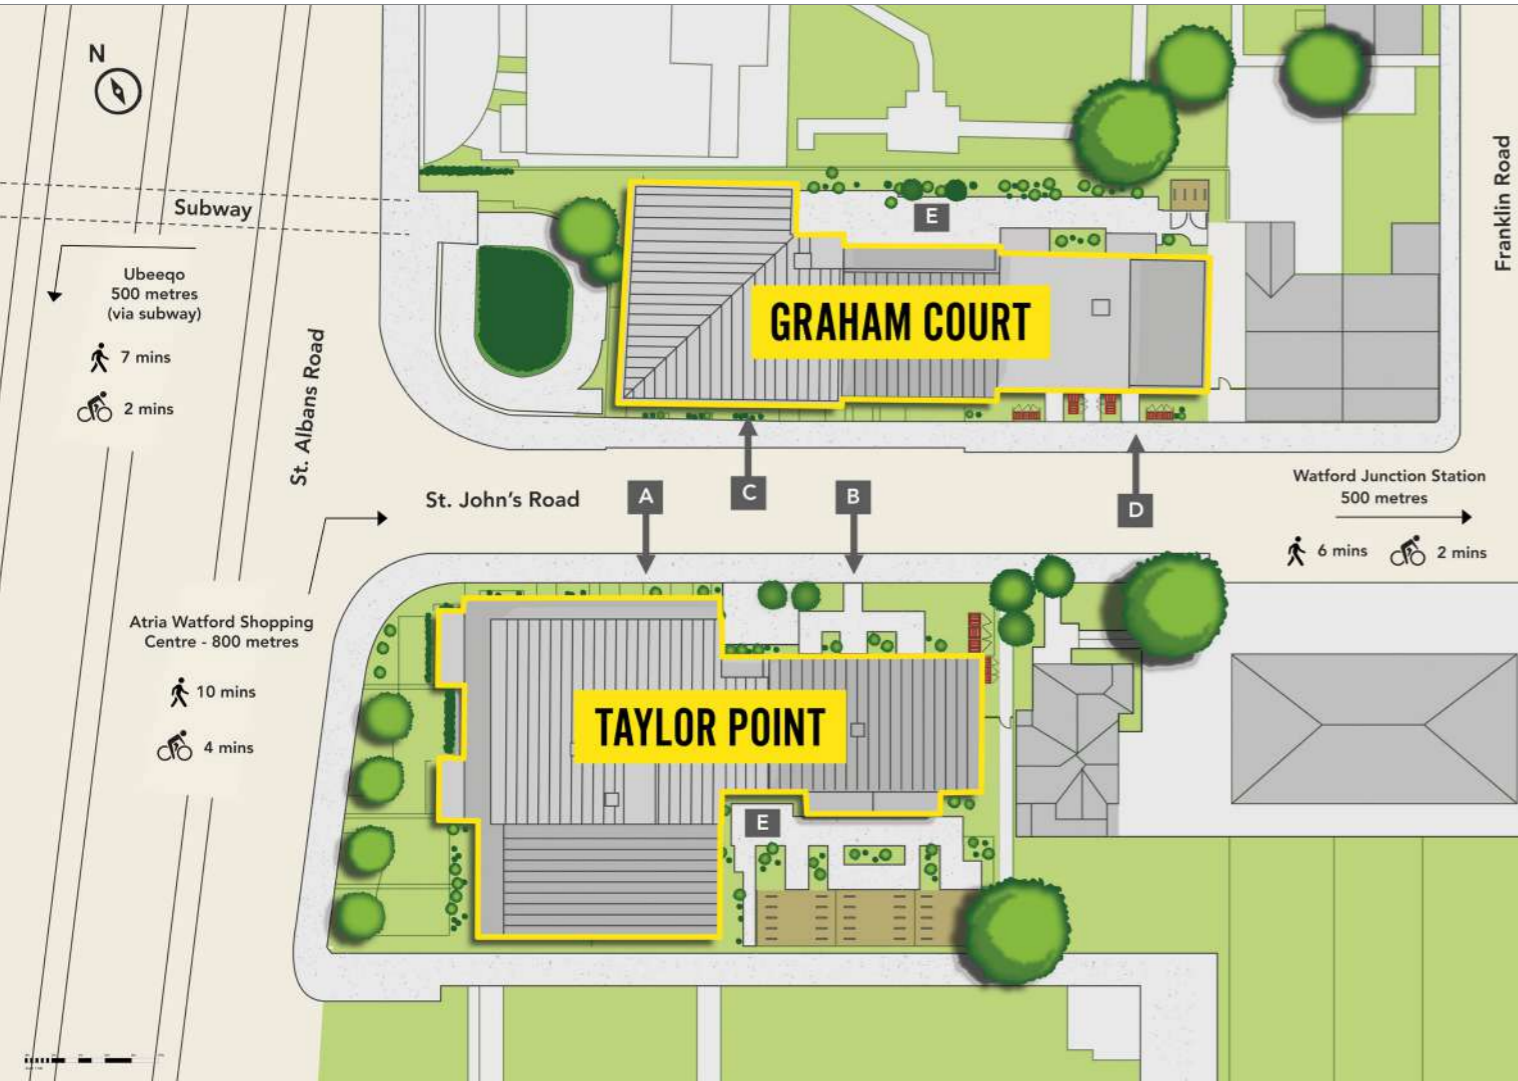 N
Subway
Ubeeqo
500 metres
(via subway)
7 mins
2 mins
St. Albans Road
Franklin Road
E
GRAHAM COURT
St. John's Road
A
C
B
D
Watford Junction Station
500 metres
6 mins
2 mins
Atria Watford Shopping
Centre - 800 metres
10 mins
4 mins
TAYLOR POINT
E